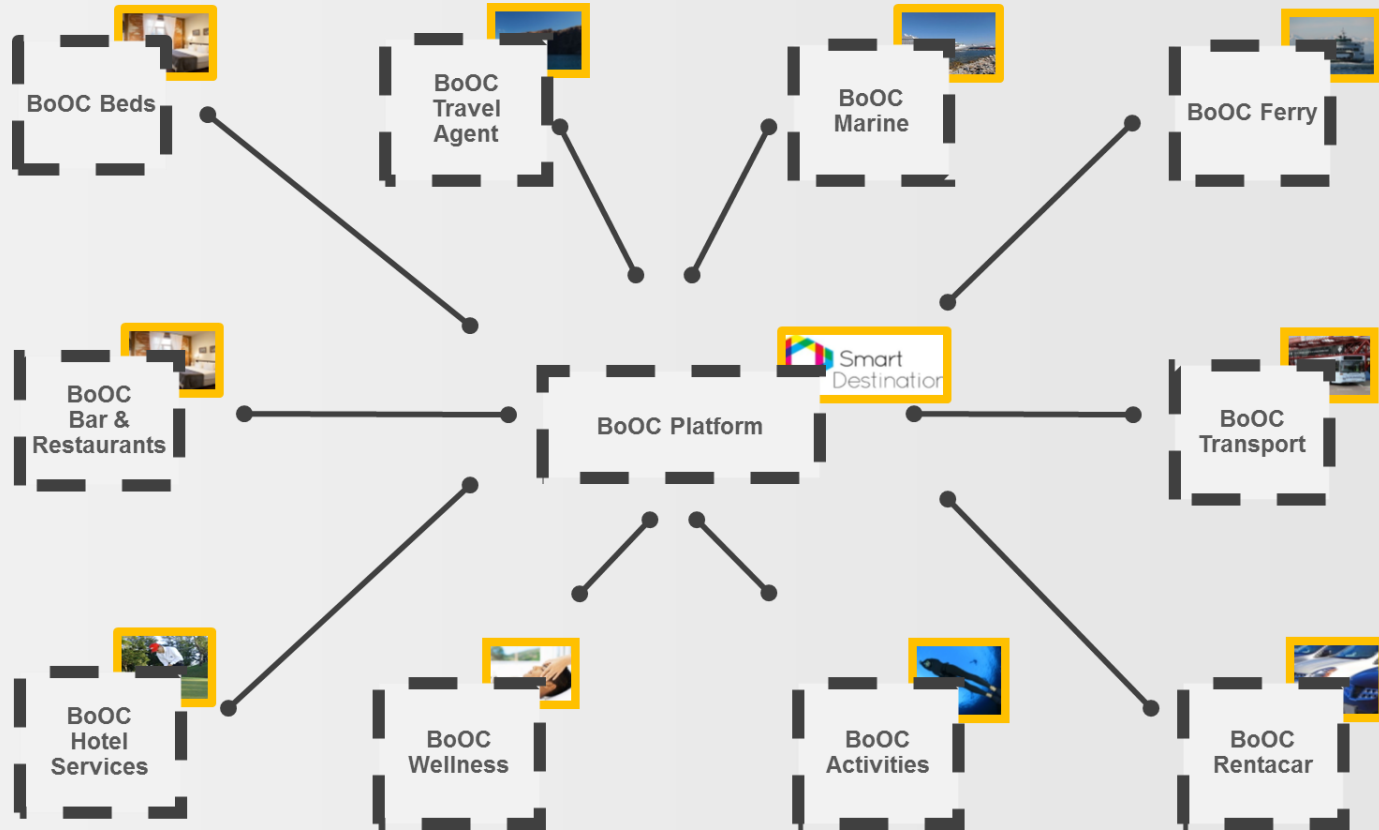 BoOC Beds
BoOC
Travel
Agent
BoOC
Marine
BoOC Ferry
BoOC
Bar &
Restaurants
BoOC Platform
Smart
Destination
BoOC
Transport
BoOC
Hotel
Services
BoOC
Wellness
BoOC
Activities
BoOC
Rentacar